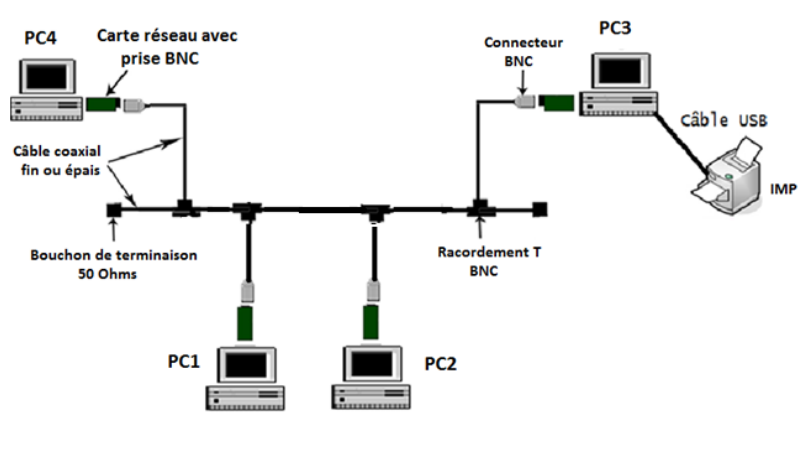 PC4
Carte réseau avec
prise BNC
Connecteur
BNC
PC3
Câble USB
Câble coaxial
fin ou épais
IMP
Bouchon de terminaison
50 Ohms
Racordement T
BNC
PC1
PC2